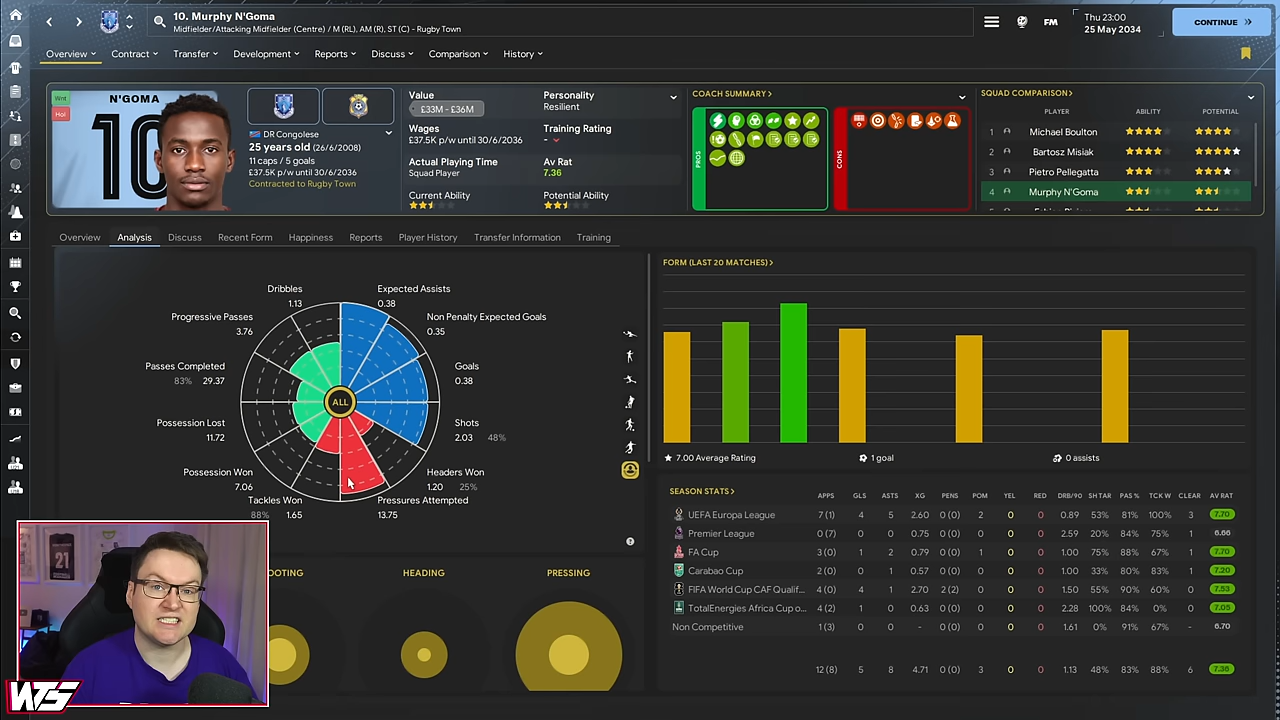 10. Murphy N'Goma
Midfielder/Attacking Midfielder (Centre) / M (RL), AM (R), ST (C) - Rugby Town
FM
Thu 23:00
25 May 2034
CONTINUE
Overview Contract Transfer Development Reports Discuss Comparison History
Wnt
Hol
N'GOMA
10
DR Congolese
25 years old (26/6/2008)
11 caps / 5 goals
£37.5K p/w until 30/6/2036
Contracted to Rugby Town
Value
£33M - £36M
Wages
£37.5K p/w until 30/6/2036
Actual Playing Time
Squad Player
Current Ability
Personality
Resilient
Training Rating
-
Av Rat
7.36
Potential Ability
COACH SUMMARY >
PROS
CONS
SQUAD COMPARISON >
PLAYER ABILITY POTENTIAL
1 Michael Boulton
2 Bartosz Misiak
3 Pietro Pellegatta
4 Murphy N'Goma
Overview Analysis Discuss Recent Form Happiness Reports Player History Transfer Information Training
Dribbles
1.13
Expected Assists
0.38
Progressive Passes
3.76
Non Penalty Expected Goals
0.35
Passes Completed
83% 29.37
Goals
0.38
ALL
Possession Lost
11.72
Shots
2.03 48%
Possession Won
7.06
Headers Won
1.20 25%
Tackles Won
88% 1.65
Pressures Attempted
13.75
OOTING
HEADING
PRESSING
FORM (LAST 20 MATCHES) >
7.00 Average Rating 1 goal 0 assists
SEASON STATS >
APPS GLS ASTS XG PENS POM YEL RED DRB/90 SH TAR PAS % TCK W CLEAR AV RAT
UEFA Europa League 7 (1) 4 5 2.60 0 (0) 2 0 0 0.89 53% 81% 100% 3 7.70
Premier League 0 (7) 0 0 0.75 0 (0) 0 0 0 2.59 20% 84% 75% 1 6.66
FA Cup 3 (0) 1 2 0.79 0 (0) 1 0 0 1.00 75% 88% 67% 1 7.70
Carabao Cup 2 (0) 0 1 0.57 0 (0) 0 0 0 1.00 33% 80% 83% 1 7.20
FIFA World Cup CAF Qualif... 4 (0) 4 1 2.70 2 (2) 0 0 0 1.50 55% 90% 60% 0 7.53
TotalEnergies Africa Cup o... 4 (2) 1 0 0.63 0 (0) 0 0 0 2.28 100% 84% 0% 0 7.05
Non Competitive 1 (3) 0 0 - 0 (0) 0 0 0 1.61 0% 91% 67% - 6.70
12 (8) 5 8 4.71 0 (0) 3 0 0 1.13 48% 83% 88% 6 7.36
21
WTS